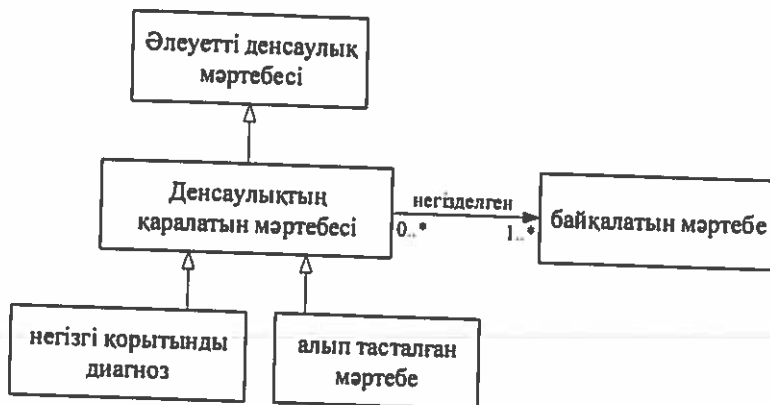 Әлеуетті денсаулық
мәртебесі
Денсаулықтың
қаралатын мәртебесі
негізделген
0..*
1..*
байқалатын мәртебе
негізгі қорытынды
диагноз
алып тасталған
мәртебе